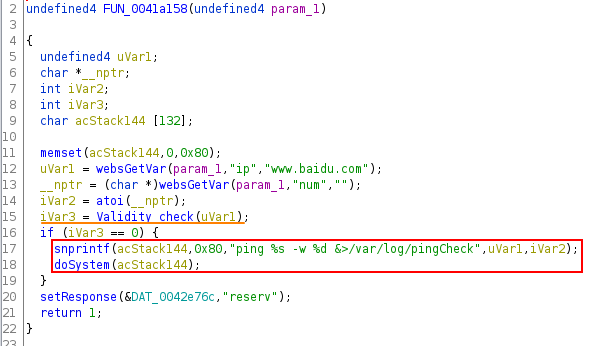 2 undefined4 FUN_0041a158(undefined4 param_1)
3
4 {
5 undefined4 uVar1;
6 char *__nptr;
7 int iVar2;
8 int iVar3;
9 char acStack144 [132];
10
11 memset(acStack144,0,0x80);
12 uVar1 = websGetVar(param_1,"ip","www.baidu.com");
13 __nptr = (char *)websGetVar(param_1,"num","");
14 iVar2 = atoi(__nptr);
15 iVar3 = Validity_check(uVar1);
16 if (iVar3 == 0) {
17 snprintf(acStack144,0x80,"ping %s -w %d &>/var/log/pingCheck",uVar1,iVar2);
18 doSystem(acStack144);
19 }
20 setResponse(&DAT_0042e76c,"reserv");
21 return 1;
22 }
23